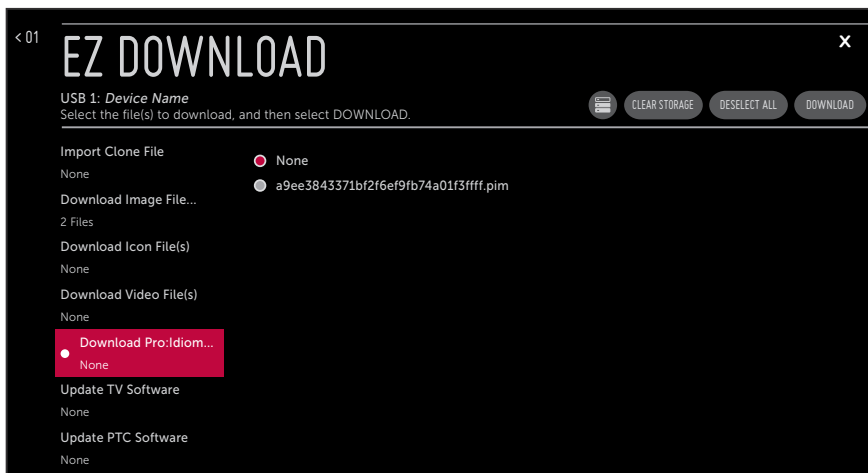 < 01
EZ DOWNLOAD
X
USB 1: Device Name
Select the file(s) to download, and then select DOWNLOAD.
CLEAR STORAGE
DESELECT ALL
DOWNLOAD
Import Clone File
None
Download Image File...
2 Files
Download Icon File(s)
None
Download Video File(s)
None
Download Pro:Idiom...
None
Update TV Software
None
Update PTC Software
None
None
a9ee3843371bf2f6ef9fb74a01f3ffff.pim